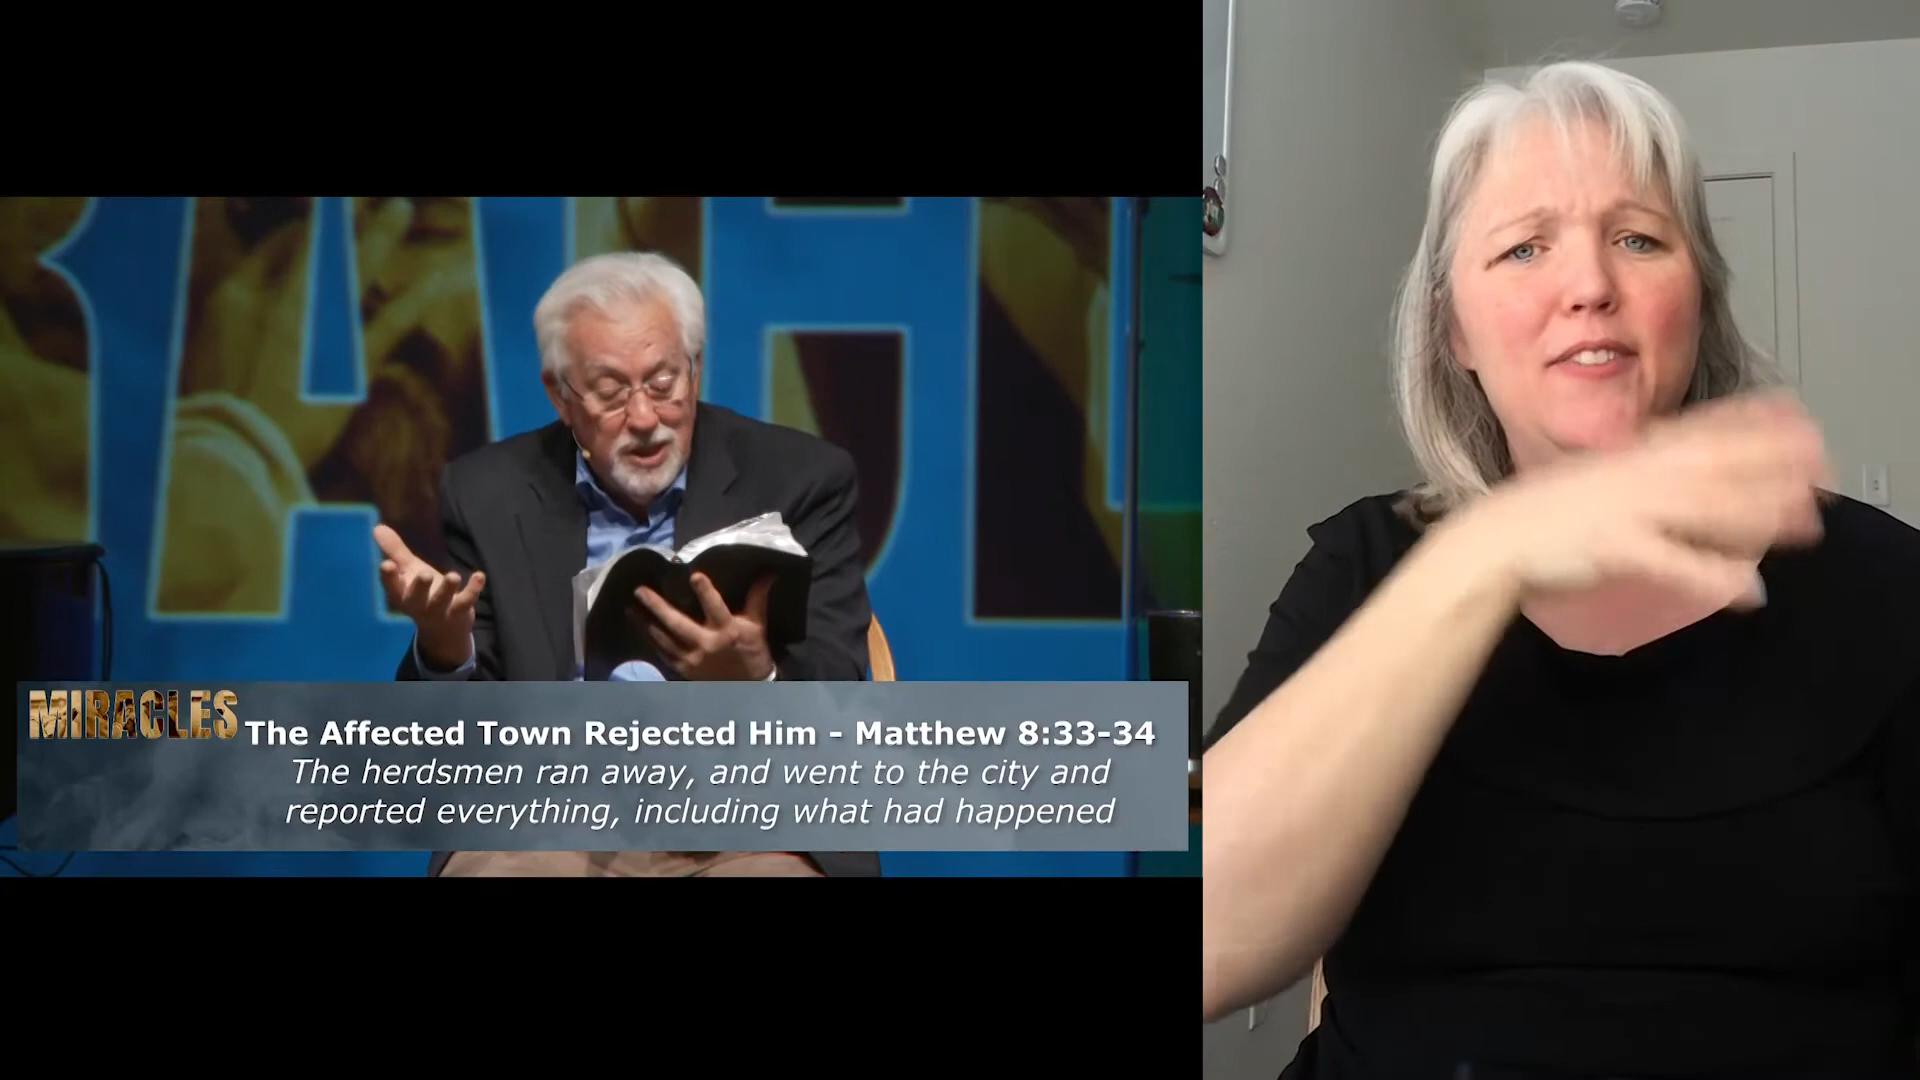 MIRACLES
The Affected Town Rejected Him - Matthew 8:33-34
The herdsmen ran away, and went to the city and
reported everything, including what had happened